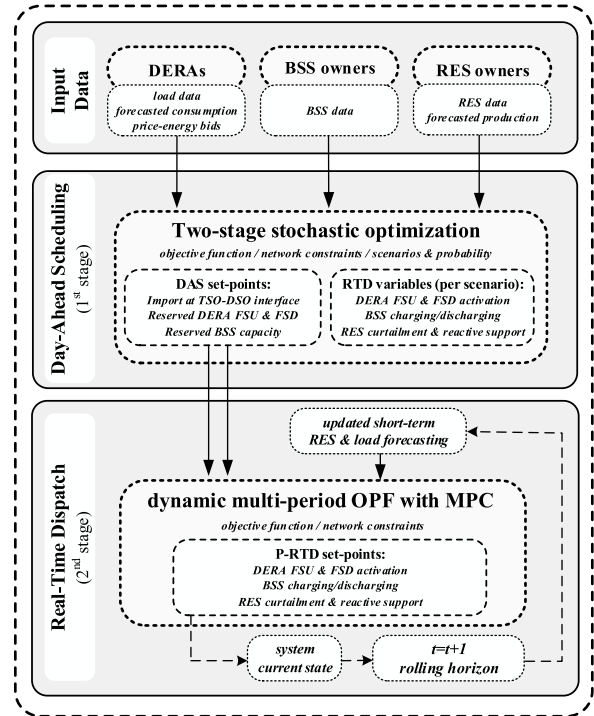 Input
Data
DERAs
load data
forecasted consumption
price-energy bids
BSS owners
BSS data
RES owners
RES data
forecasted production
Day-Ahead Scheduling
(1st stage)
Two-stage stochastic optimization
objective function / network constraints / scenarios & probability
DAS set-points:
Import at TSO-DSO interface
Reserved DERA FSU & FSD
Reserved BSS capacity
RTD variables (per scenario):
DERA FSU & FSD activation
BSS charging/discharging
RES curtailment & reactive support
Real-Time Dispatch
(2nd stage)
updated short-term
RES & load forecasting
dynamic multi-period OPF with MPC
objective function / network constraints
P-RTD set-points:
DERA FSU & FSD activation
BSS charging/discharging
RES curtailment & reactive support
system
current state
t=t+1
rolling horizon